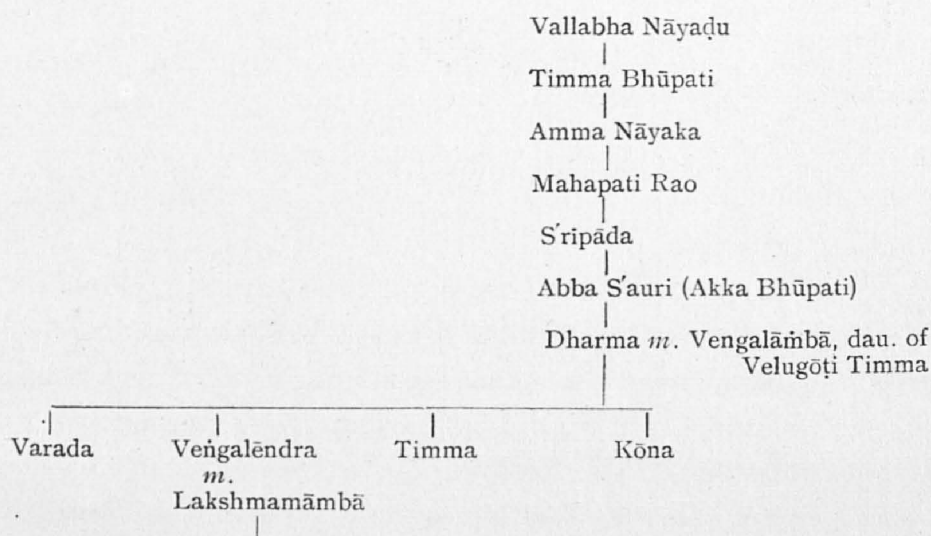 Vallabha Nāyaḍu
Timma Bhūpati
Amma Nāyaka
Mahapati Rao
S′ripāda
Abba S′auri (Akka Bhūpati)
Dharma m. Vengalāṁbā, dau. of
Velugōṭi Timma
Varada Veṅgalēndra Timma Kōna
m.
Lakshmamāmbā